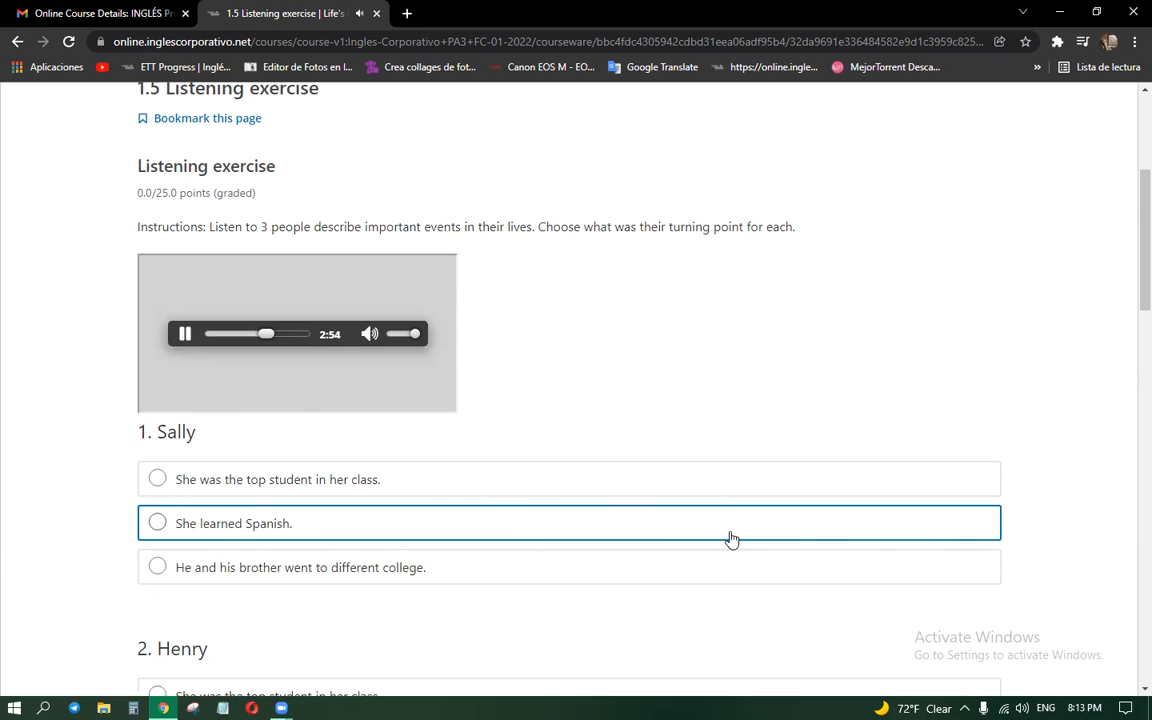 Online Course Details: INGLÉS Pr
1.5 Listening exercise | Life's
online.inglescorporativo.net/courses/course-v1:Ingles-Corporativo+PA3+FC-01-2022/courseware/bbc4fdc4305942cdbd31eea06adf95b4/32da9691e336484582e9d1c3959c825...
Aplicaciones ETT Progress | Inglé... Editor de Fotos en l... Crea collages de fot... Canon EOS M - EO... Google Translate https://online.ingle... MejorTorrent Desca... » Lista de lectura
1.5 Listening exercise
Bookmark this page
Listening exercise
0.0/25.0 points (graded)
Instructions: Listen to 3 people describe important events in their lives. Choose what was their turning point for each.
2:54
1. Sally
She was the top student in her class.
She learned Spanish.
He and his brother went to different college.
2. Henry
She was the top student in her class.
Activate Windows
Go to Settings to activate Windows.
72°F Clear ENG 8:13 PM